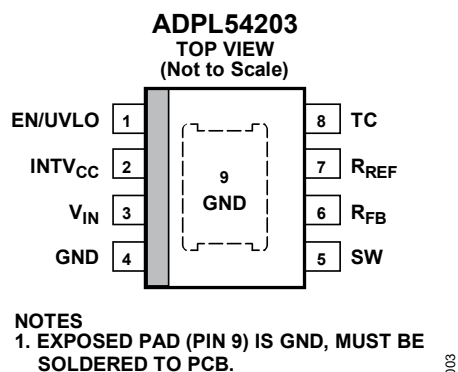 ADPL54203
TOP VIEW
(Not to Scale)
EN/UVLO 1
INTVCC 2
VIN 3
GND 4
9
GND
8 TC
7 RREF
6 RFB
5 SW
NOTES
1. EXPOSED PAD (PIN 9) IS GND, MUST BE
SOLDERED TO PCB.
003